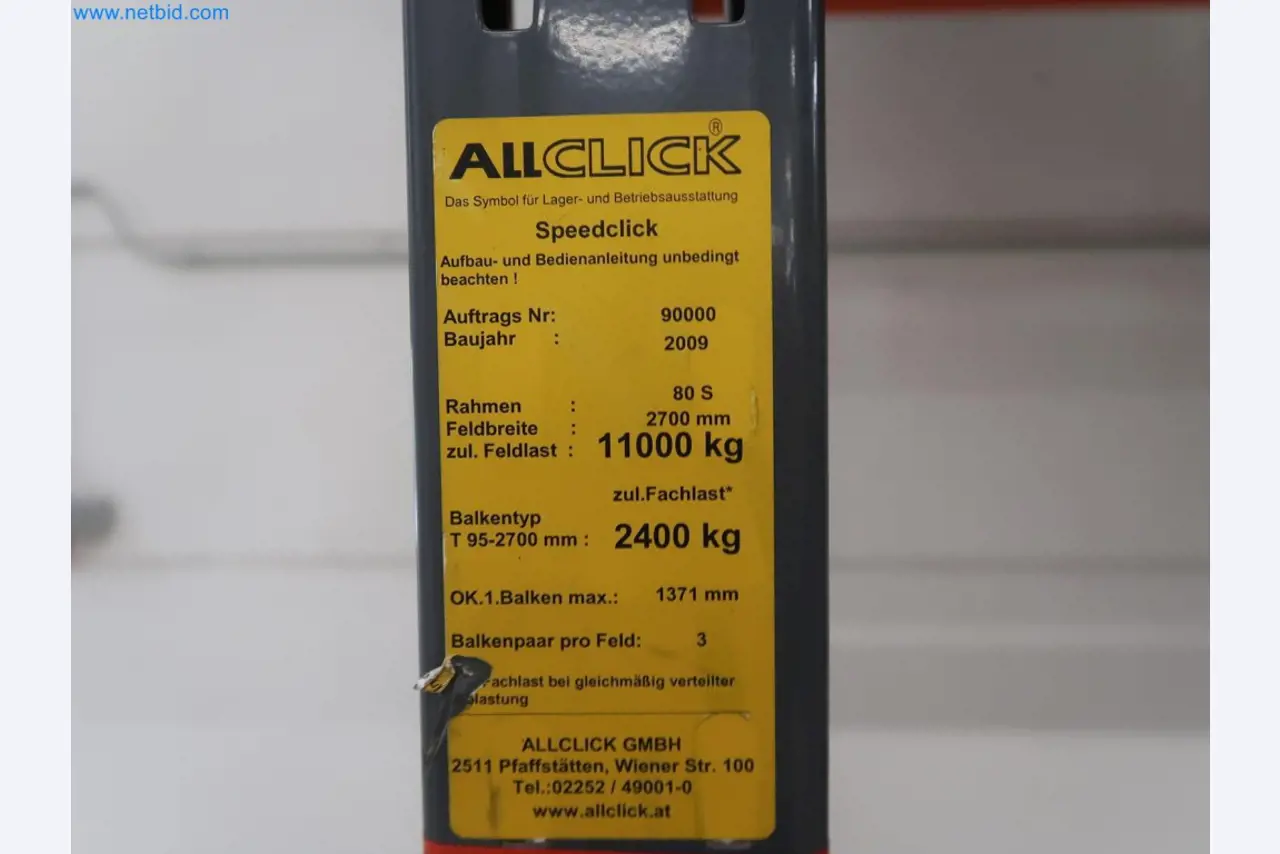 www.netbid.com
ALLCLICK®
Das Symbol für Lager- und Betriebsausstattung
Speedclick
Aufbau- und Bedienanleitung unbedingt
beachten !
Auftrags Nr: 90000
Baujahr : 2009
80 S
Rahmen :
2700 mm
Feldbreite :
zul. Feldlast : 11000 kg
zul.Fachlast*
Balkentyp
T 95-2700 mm : 2400 kg
OK.1.Balken max.: 1371 mm
Balkenpaar pro Feld: 3
Fachlast bei gleichmäßig verteilter
ALLCLICK GMBH
2511 Pfaffstätten, Wiener Str. 100
Tel.:02252 / 49001-0
www.allclick.at